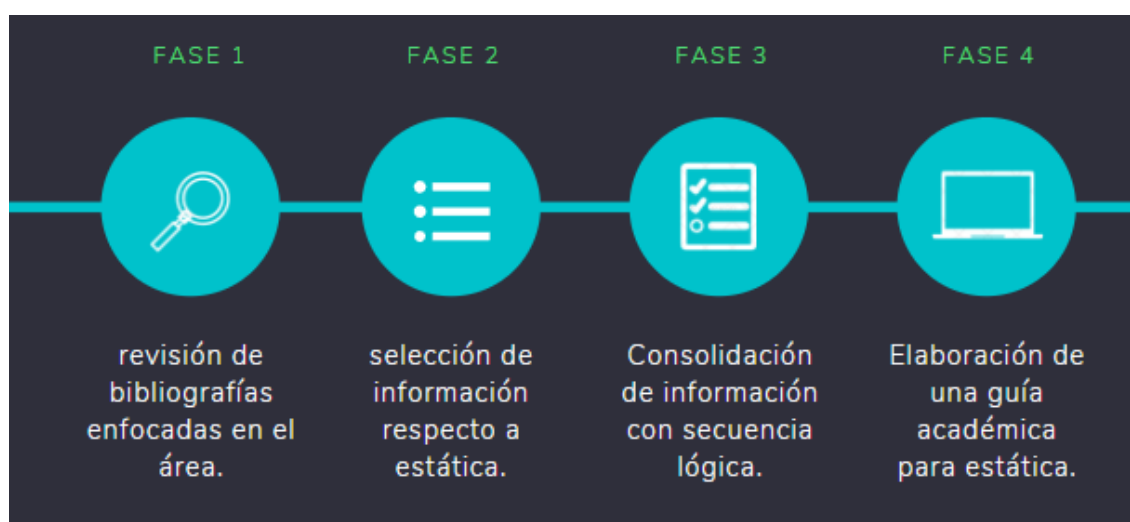 FASE 1
FASE 2
FASE 3
FASE 4
revisión de
bibliografías
enfocadas en el
área.
selección de
información
respecto a
estática.
Consolidación
de información
con secuencia
lógica.
Elaboración de
una guía
académica
para estática.